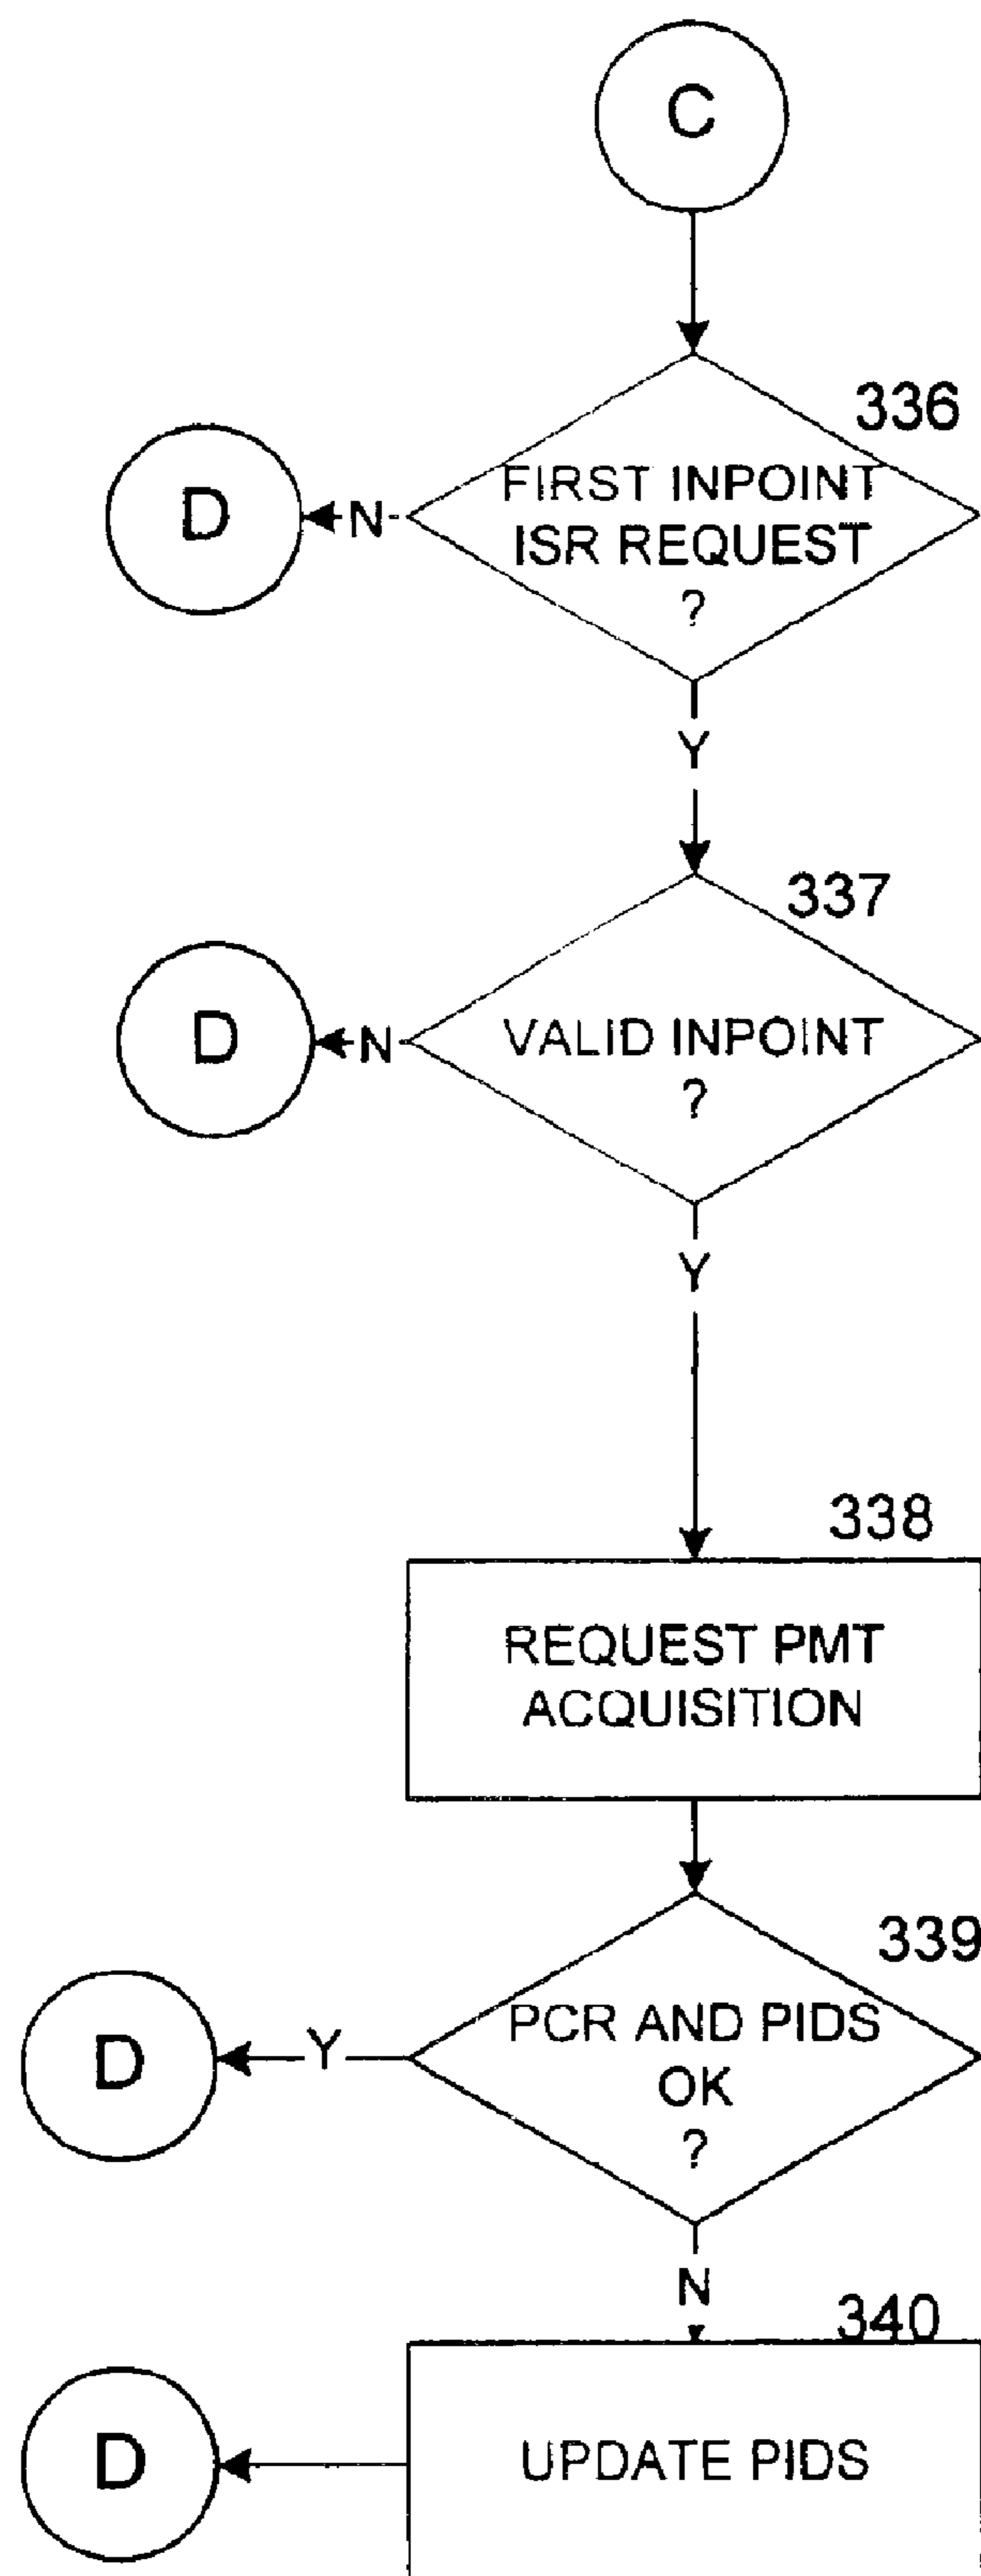 C
336
FIRST INPOINT
ISR REQUEST
?
D
N
Y
337
VALID INPOINT
?
D
N
Y
338
REQUEST PMT
ACQUISITION
339
PCR AND PIDS
OK
?
D
Y
N
340
UPDATE PIDS
D